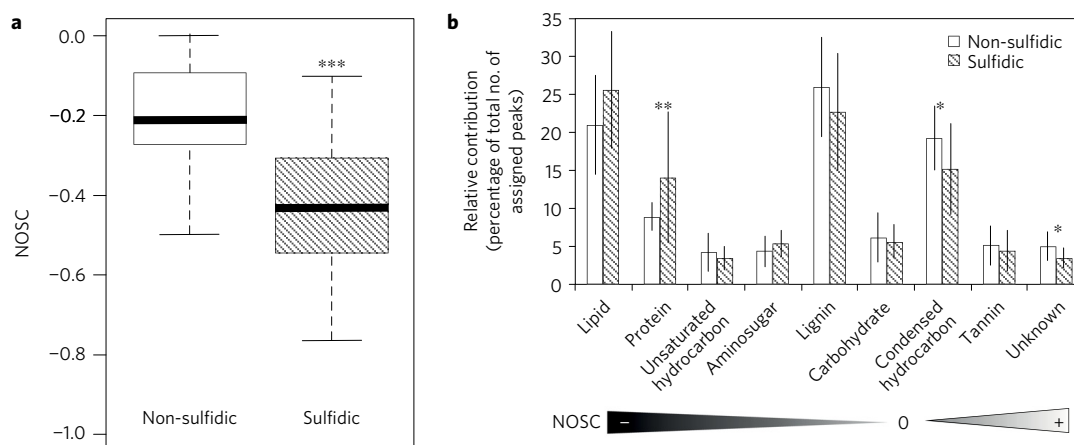 a
NOSC
0.0
−0.2
−0.4
−0.6
−0.8
−1.0
***
Non-sulfidic
Sulfidic
b
Relative contribution
(percentage of total no. of
assigned peaks)
35
30
25
20
15
10
5
0
Non-sulfidic
Sulfidic
**
*
*
Lipid
Protein
Unsaturated
hydrocarbon
Aminosugar
Lignin
Carbohydrate
Condensed
hydrocarbon
Tannin
Unknown
NOSC − 0 +